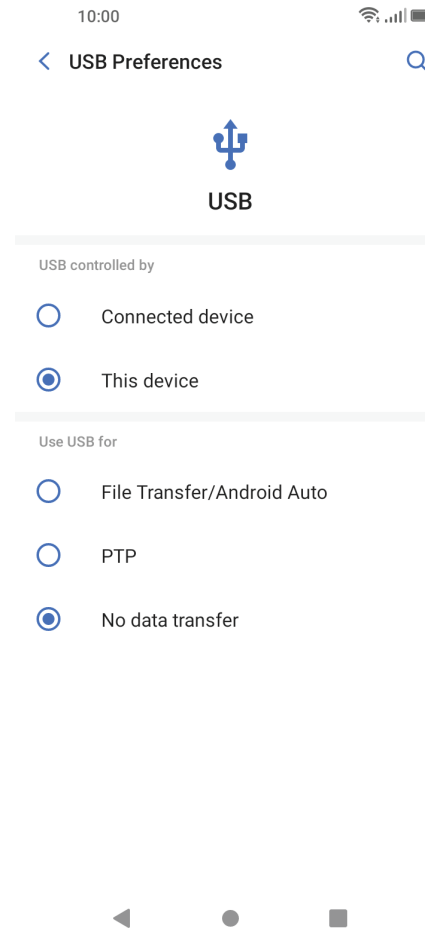 10:00
USB Preferences
USB
USB controlled by
Connected device
This device
Use USB for
File Transfer/Android Auto
PTP
No data transfer